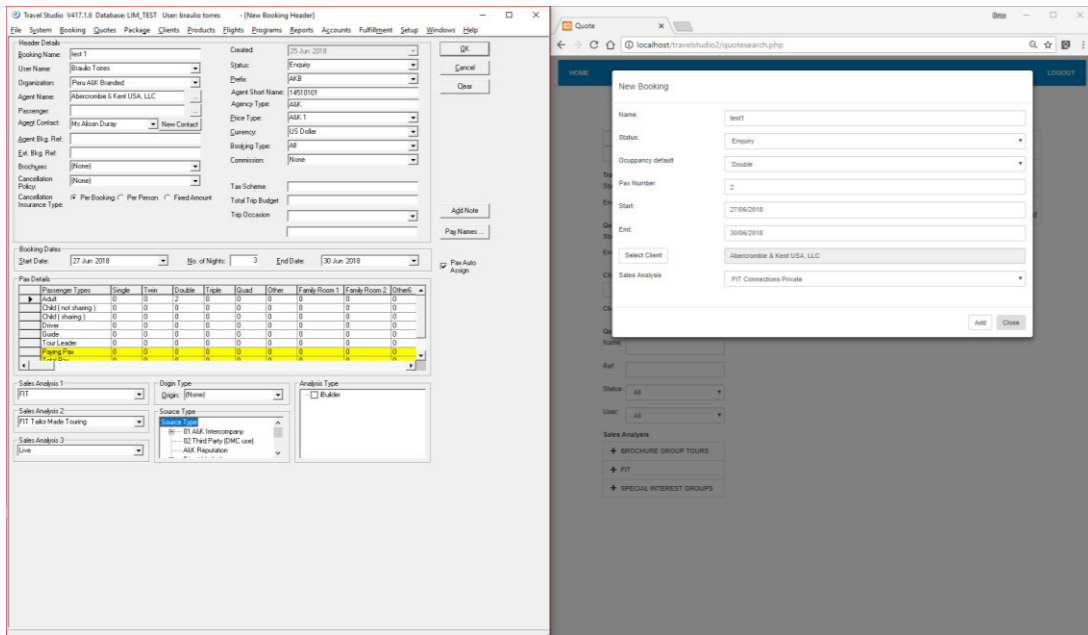 Travel Studio V417.1.6 Database: LIM_TEST User: braulio torres - [New Booking Header]
File System Booking Quotes Package Clients Products Flights Programs Reports Accounts Fulfillment Setup Windows Help
Header Details
Booking Name: test 1
User Name: Braulio Torres
Organization: Peru A&K Branded
Agent Name: Abercrombie & Kent USA, LLC ...
Passenger: ...
Agent Contact: Ms Alison Duray New Contact
Agent Bkg. Ref:
Ext. Bkg. Ref:
Brochures (None)
Cancellation Policy: (None)
Cancellation Insurance Type: Per Booking Per Person Fixed Amount
Created: 25 Jun 2018
Status: Enquiry
Prefix: AKB
Agent Short Name: 14510101
Agency Type: A&K
Price Type: A&K 1
Currency: US Dollar
Booking Type: All
Commission: None
Tax Scheme
Total Trip Budget
Trip Occasion
OK
Cancel
Clear
Add Note
Pax Names ...
Booking Dates
Start Date: 27 Jun 2018 No. of Nights: 3 End Date: 30 Jun 2018
Pax Auto Assign
Pax Details
Passenger Types Single Twin Double Triple Quad Other Family Room 1 Family Room 2 Other6
Adult 0 0 2 0 0 0 0 0 0
Child ( not sharing ) 0 0 0 0 0 0 0 0 0
Child ( sharing ) 0 0 0 0 0 0 0 0 0
Driver 0 0 0 0 0 0 0 0 0
Guide 0 0 0 0 0 0 0 0 0
Tour Leader 0 0 0 0 0 0 0 0 0
Paying Pax 0 0 0 0 0 0 0 0 0
Sales Analysis 1
FIT
Sales Analysis 2
FIT Tailor Made Touring
Sales Analysis 3
Live
Origin Type
Origin: (None)
Source Type
Source Type
01 A&K Intercompany
02 Third Party (DMC use)
A&K Reputation
Analysis Type
iBuilder
Quote
localhost/travelstudio2/quotesearch.php
HOME LOGOUT
New Booking
Name: test1
Status: Enquiry
Ocuppancy default Double
Pax Number 2
Start 27/06/2018
End 30/06/2018
Select Client Abercrombie & Kent USA, LLC
Sales Analysis FIT Connections Private
Add Close
Name
Ref
Status All
User: All
Sales Analysis
+ BROCHURE GROUP TOURS
+ FIT
+ SPECIAL INTEREST GROUPS